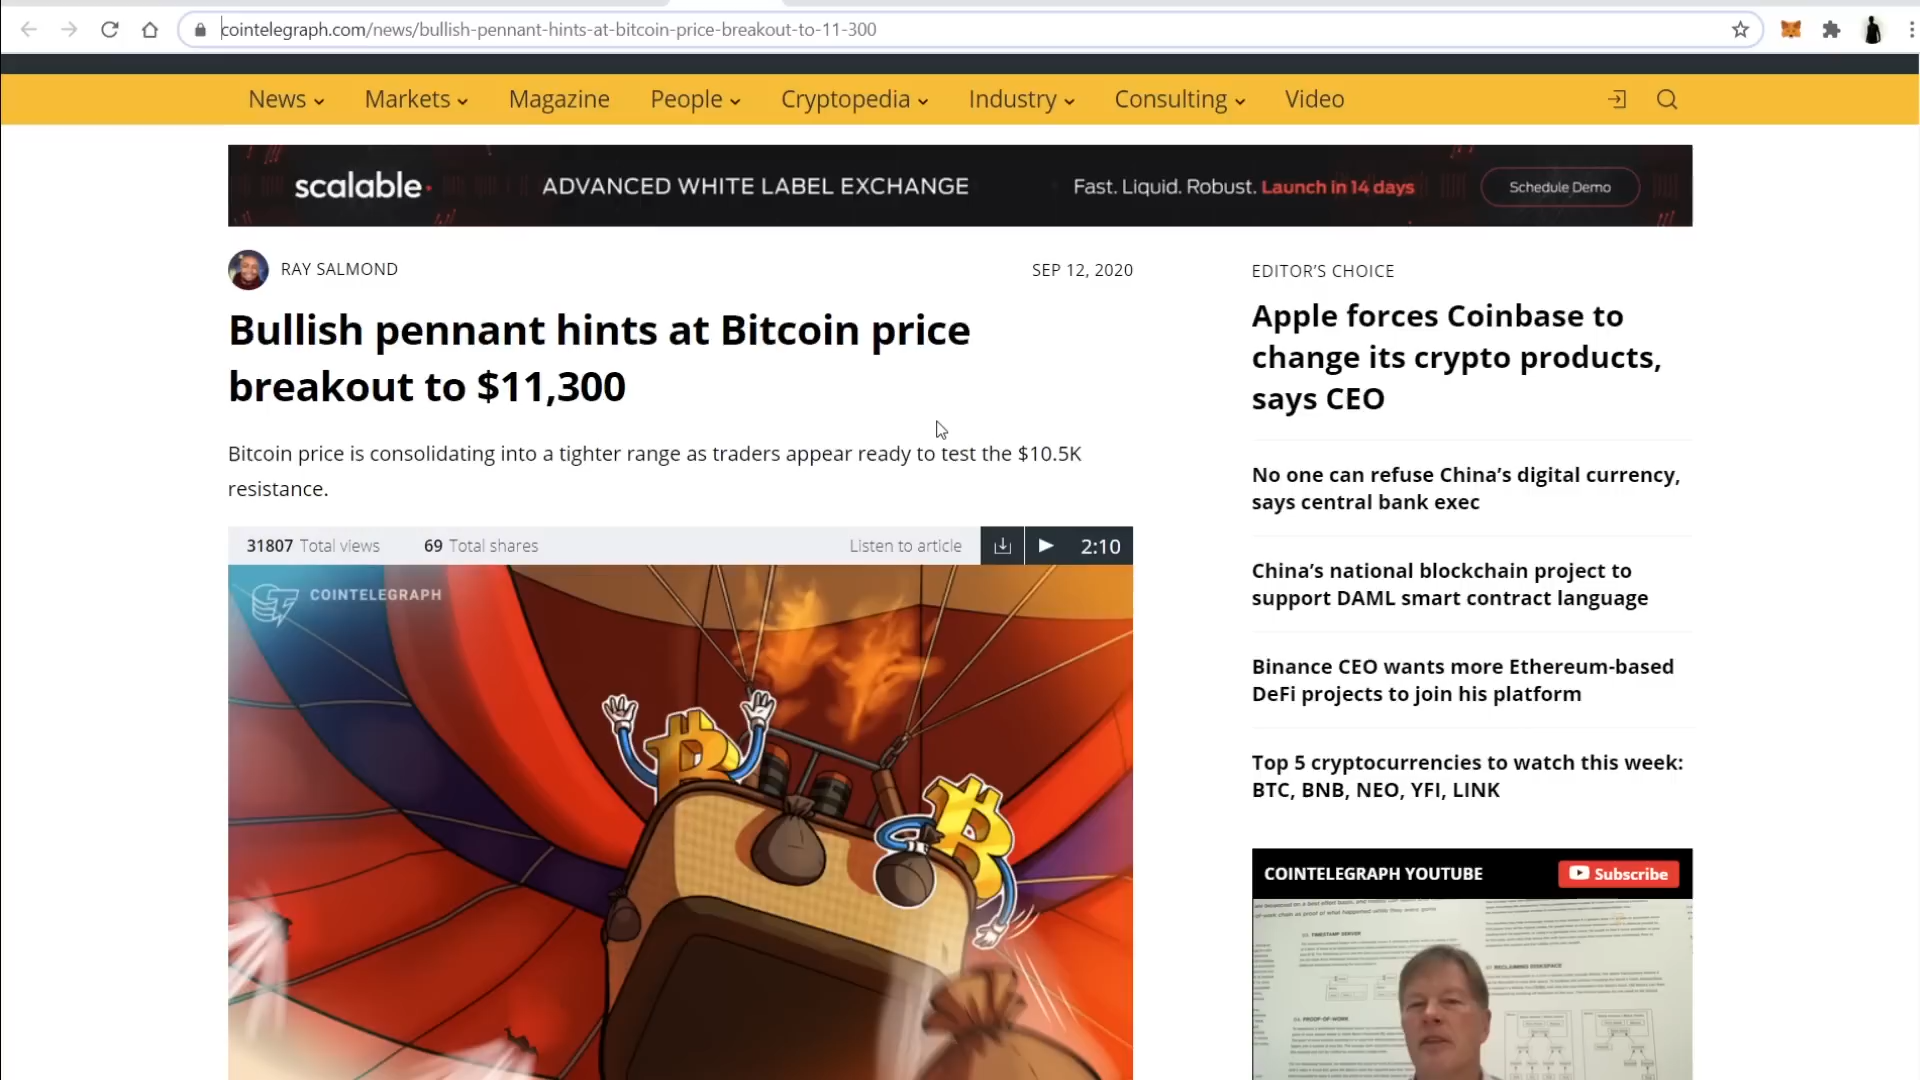 cointelegraph.com/news/bullish-pennant-hints-at-bitcoin-price-breakout-to-11-300
News Markets Magazine People Cryptopedia Industry Consulting Video
scalable ADVANCED WHITE LABEL EXCHANGE Fast. Liquid. Robust. Launch in 14 days Schedule Demo
RAY SALMOND SEP 12, 2020
Bullish pennant hints at Bitcoin price
breakout to $11,300
Bitcoin price is consolidating into a tighter range as traders appear ready to test the $10.5K
resistance.
31807 Total views 69 Total shares Listen to article 2:10
COINTELEGRAPH
EDITOR’S CHOICE
Apple forces Coinbase to
change its crypto products,
says CEO
No one can refuse China’s digital currency,
says central bank exec
China’s national blockchain project to
support DAML smart contract language
Binance CEO wants more Ethereum-based
DeFi projects to join his platform
Top 5 cryptocurrencies to watch this week:
BTC, BNB, NEO, YFI, LINK
COINTELEGRAPH YOUTUBE Subscribe
TIMESTAMP SERVER
RECLAIMING DISKSPACE
PROOF-OF-WORK